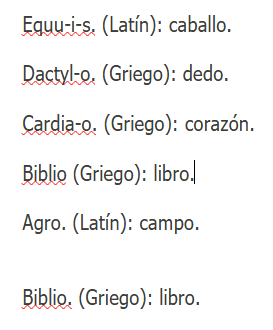 Equu-i-s. (Latín): caballo.
Dactyl-o. (Griego): dedo.
Cardia-o. (Griego): corazón.
Biblio (Griego): libro.
Agro. (Latín): campo.
Biblio. (Griego): libro.